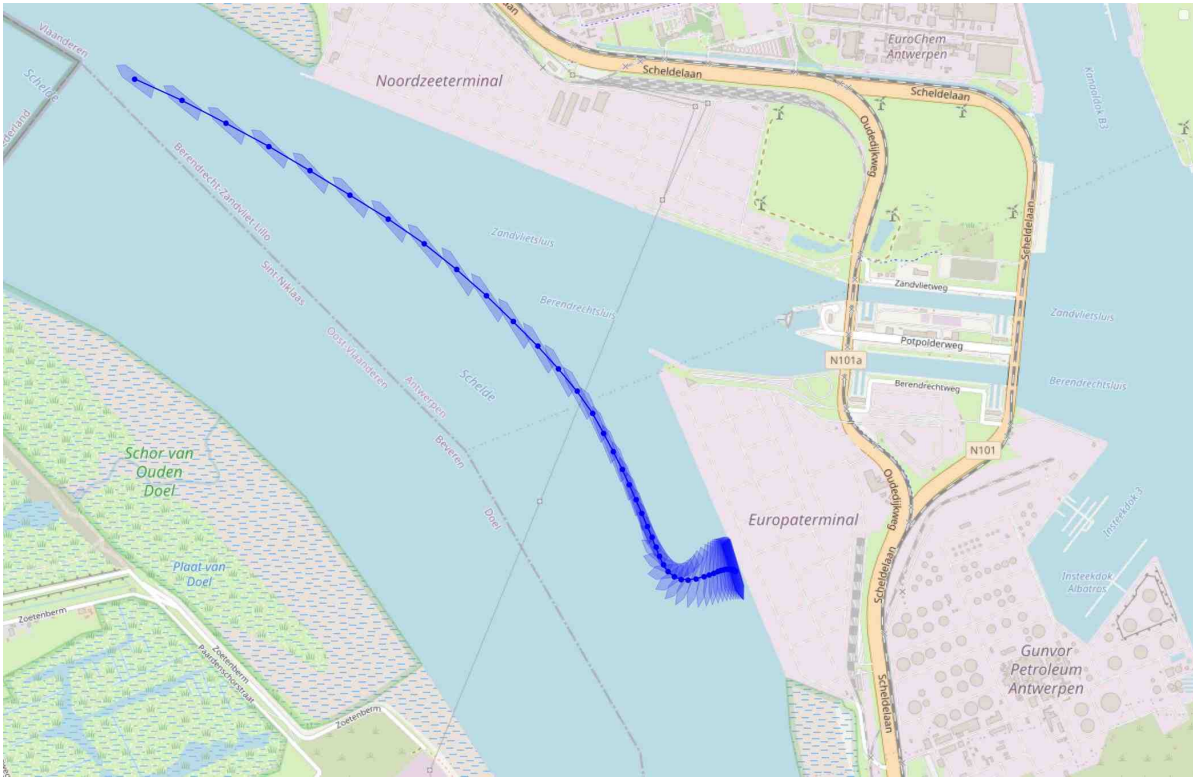 Vlaanderen
Schelde
Noordzeeterminal
Scheldelaan
EuroChem
Antwerpen
Scheldelaan
Kanaaldok B3
Oudedijkweg
Berendrecht-Zandvliet-Lillo
Sint-Niklaas
Zandvlietsluis
Scheldelaan
Berendrechtsluis
Zandvlietweg
Zandvlietsluis
Potpolderweg
N101a
Oost-Vlaanderen
Antwerpen
Schelde
Berendrechtweg
Berendrechtsluis
Beveren
N101
Schor van
Ouden
Doel
Doel
Oudedijkweg
Europaterminal
Insteekdok 3
Plaat van
Doel
Scheldelaan
Insteekdok
Albatros
Zoetenberm
Zoetenberm
Paardenschorstraat
Gunvor
Petroleum
Antwerpen
Scheldelaan
Zoetenberm